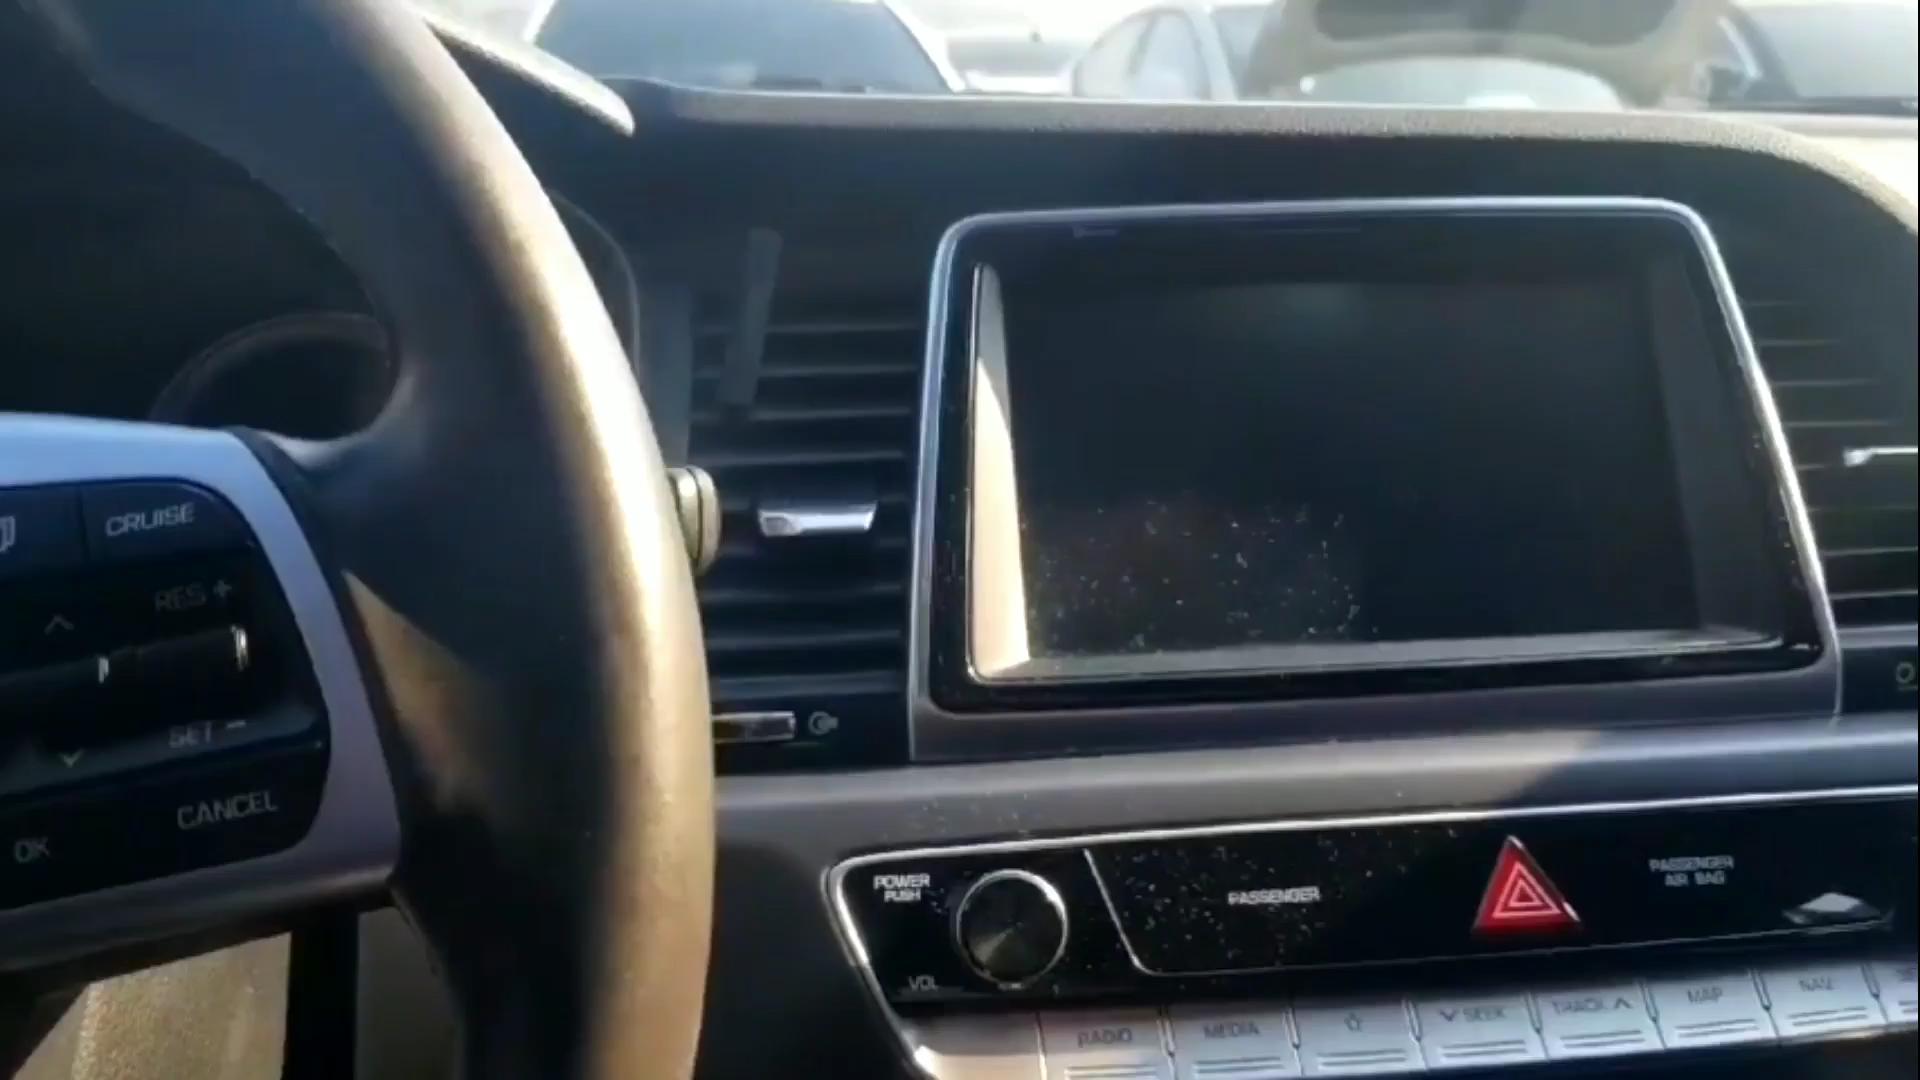 CRUISE
RES +
SET −
CANCEL
OK
POWER
PUSH
VOL
PASSENGER
PASSENGER
AIR BAG
RADIO
MEDIA
☆
∨ SEEK
TRACK ∧
MAP
NAV